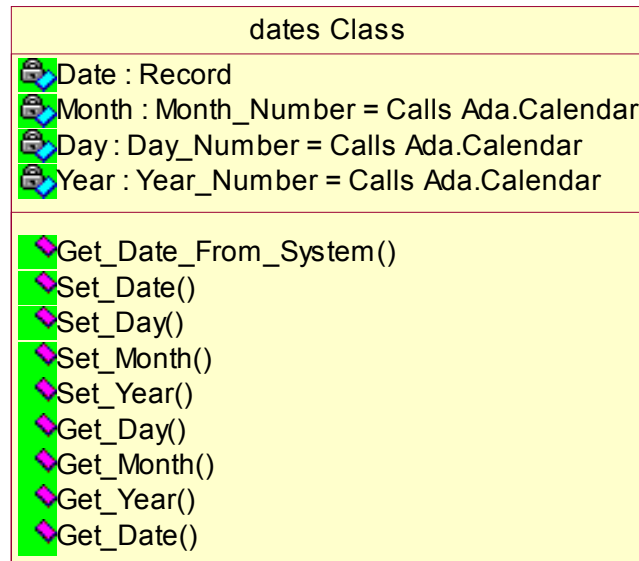 dates Class
Date : Record
Month : Month_Number = Calls Ada.Calendar
Day : Day_Number = Calls Ada.Calendar
Year : Year_Number = Calls Ada.Calendar
Get_Date_From_System()
Set_Date()
Set_Day()
Set_Month()
Set_Year()
Get_Day()
Get_Month()
Get_Year()
Get_Date()